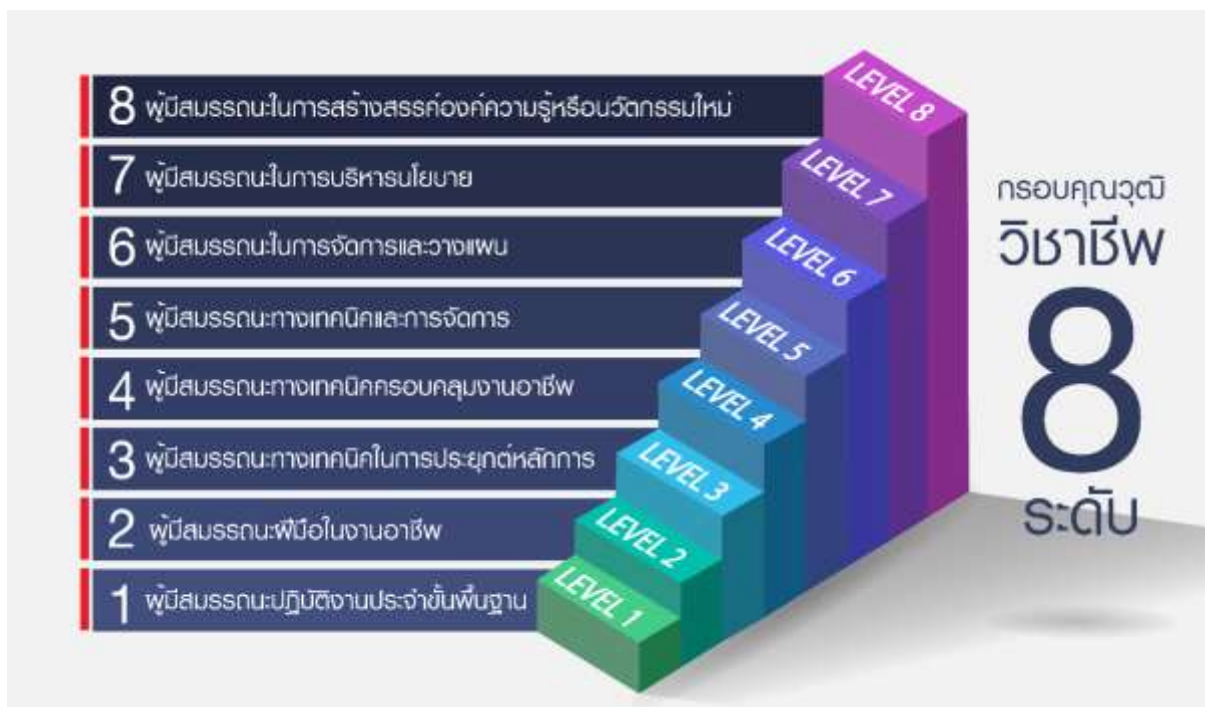 8 ผู้มีสมรรถนะในการสร้างสรรค์องค์ความรู้หรือนวัตกรรมใหม่
7 ผู้มีสมรรถนะในการบริหารนโยบาย
6 ผู้มีสมรรถนะในการจัดการและวางแผน
5 ผู้มีสมรรถนะทางเทคนิคและการจัดการ
4 ผู้มีสมรรถนะทางเทคนิคครอบคลุมงานอาชีพ
3 ผู้มีสมรรถนะทางเทคนิคในการประยุกต์หลักการ
2 ผู้มีสมรรถนะฝีมือในงานอาชีพ
1 ผู้มีสมรรถนะปฏิบัติงานประจำขั้นพื้นฐาน
LEVEL 8
LEVEL 7
LEVEL 6
LEVEL 5
LEVEL 4
LEVEL 3
LEVEL 2
LEVEL 1
กรอบคุณวุฒิ
วิชาชีพ
8
ระดับ